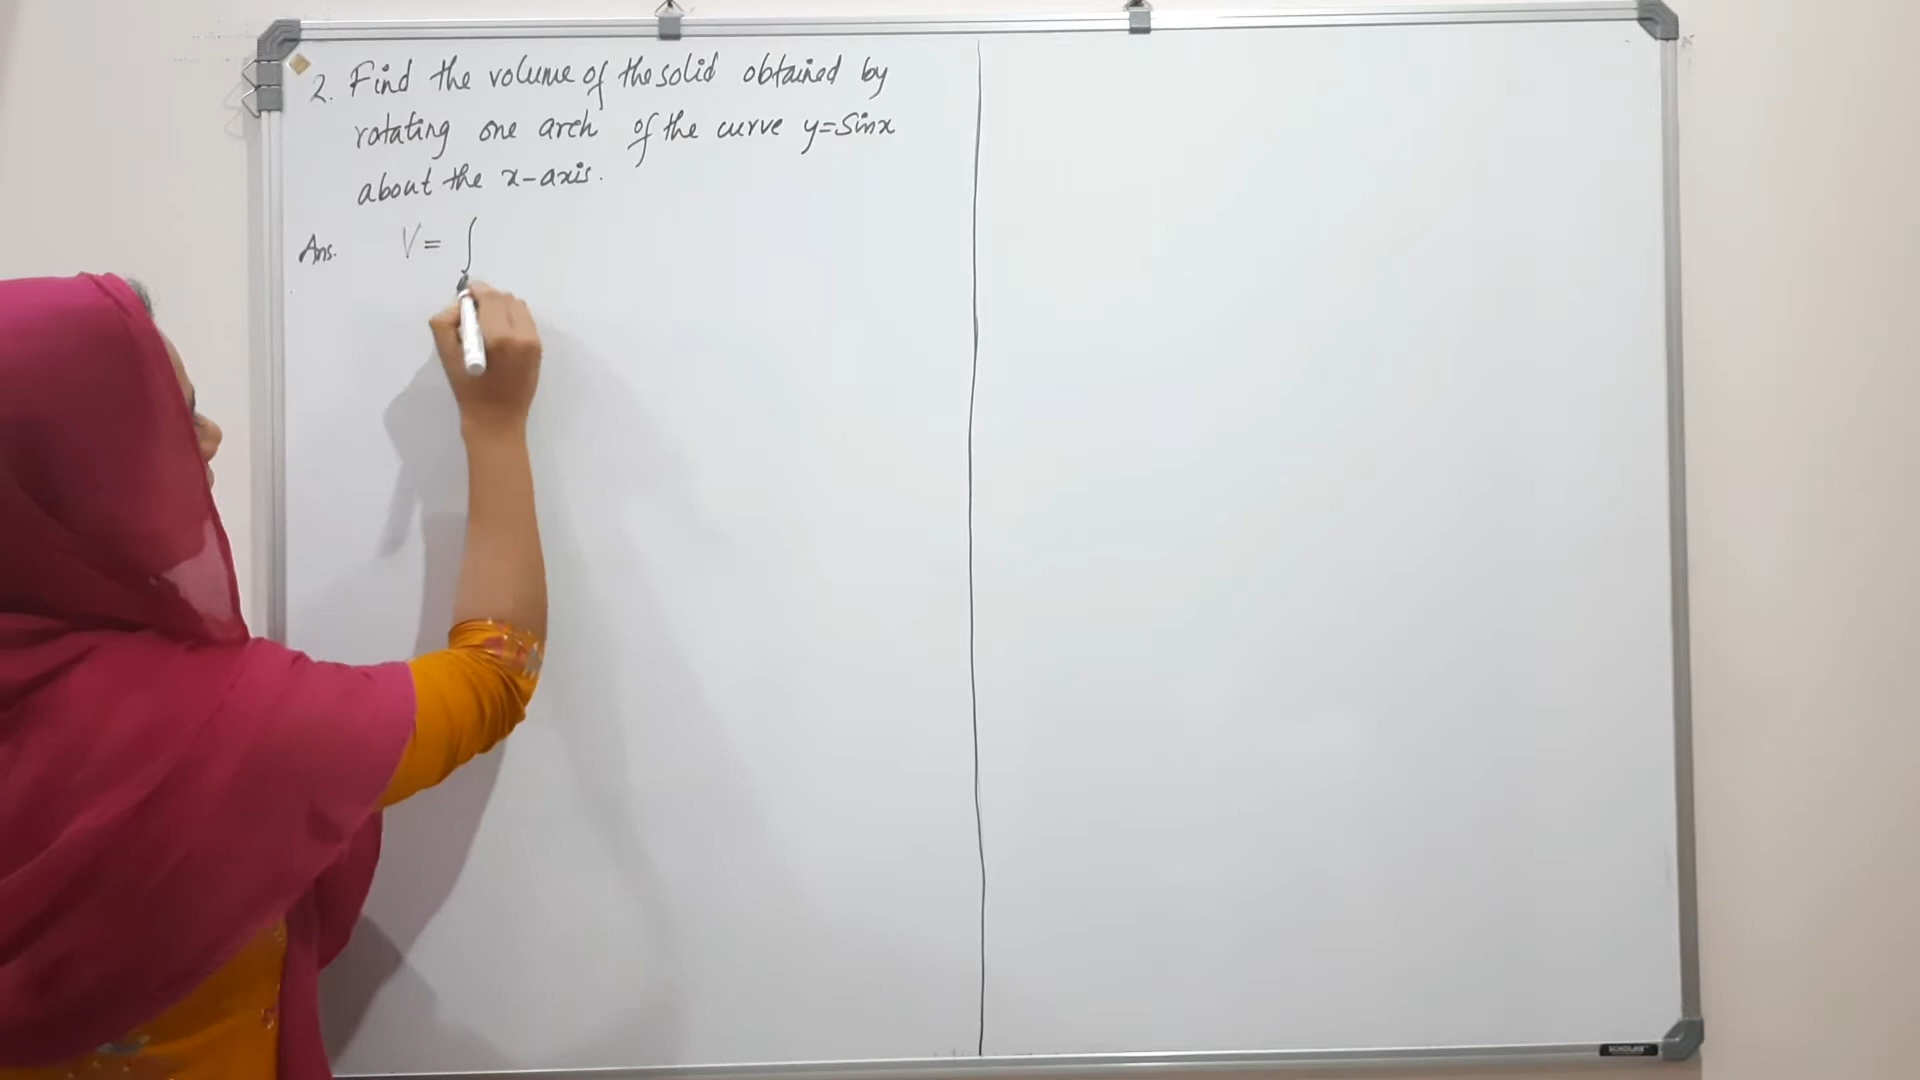 2. Find the volume of the solid obtained by
rotating one arch of the curve y=Sinx
about the x-axis.
Ans. V= ∫